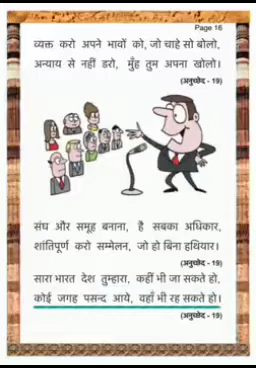 Page 16
व्यक्त करो अपने भावों को, जो चाहे सो बोलो,
अन्याय से नहीं डरो, मुँह तुम अपना खोलो।
(अनुच्छेद - 19)
संघ और समूह बनाना, है सबका अधिकार,
शांतिपूर्ण करो सम्मेलन, जो हो बिना हथियार।
(अनुच्छेद - 19)
सारा भारत देश तुम्हारा, कहीं भी जा सकते हो,
कोई जगह पसन्द आये, वहाँ भी रह सकते हो।
(अनुच्छेद - 19)